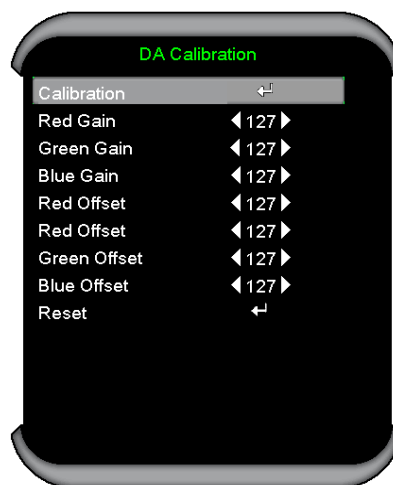 DA Calibration
Calibration ↵
Red Gain ◀127▶
Green Gain ◀127▶
Blue Gain ◀127▶
Red Offset ◀127▶
Red Offset ◀127▶
Green Offset ◀127▶
Blue Offset ◀127▶
Reset ↵